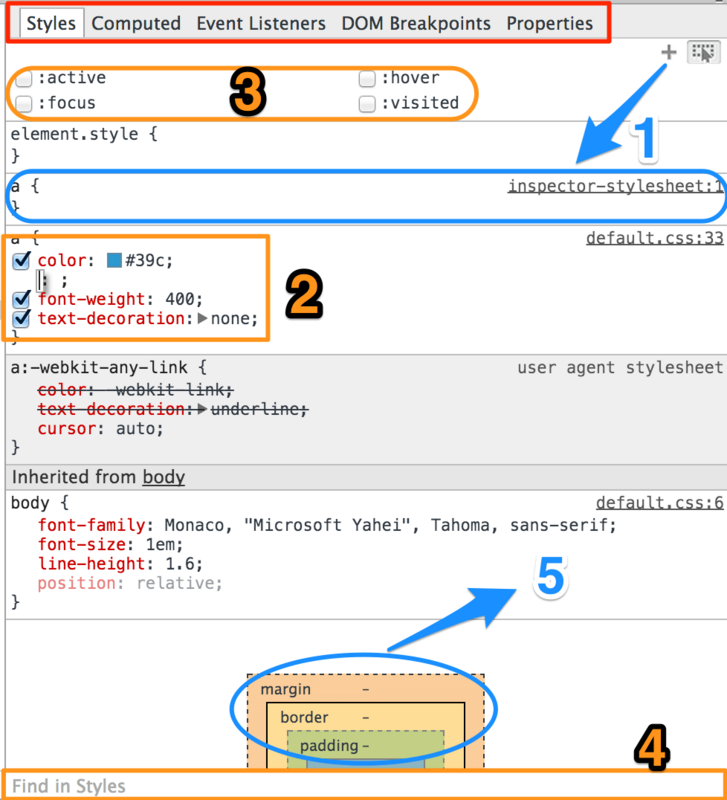 Styles Computed Event Listeners DOM Breakpoints Properties
:active :hover
3
:focus :visited
element.style {
}
1
a { inspector-stylesheet:1
}
a { default.css:33
color: #39c;
: ;
2
font-weight: 400;
text-decoration: none;
}
a:-webkit-any-link { user agent stylesheet
color: -webkit-link;
text-decoration: underline;
cursor: auto;
}
Inherited from body
body { default.css:6
font-family: Monaco, "Microsoft Yahei", Tahoma, sans-serif;
font-size: 1em;
line-height: 1.6;
position: relative;
}
5
margin -
border -
padding -
4
Find in Styles